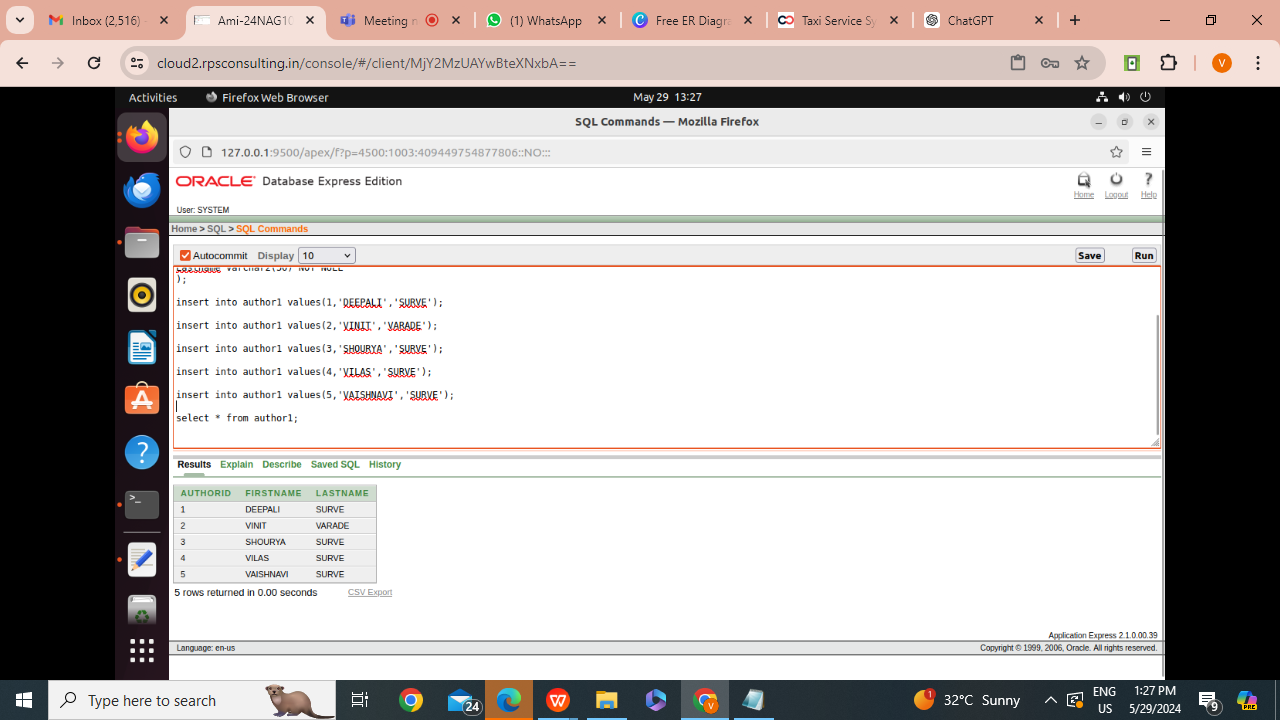 Inbox (2,516)
Ami-24NAG1
Meeting n
(1) WhatsApp
Free ER Diagra
Taxi Service Sy
ChatGPT
cloud2.rpsconsulting.in/console/#/client/MjY2MzUAYwBteXNxbA==
V
Activities
Firefox Web Browser
May 29 13:27
SQL Commands — Mozilla Firefox
127.0.0.1:9500/apex/f?p=4500:1003:409449754877806::NO:::
ORACLE Database Express Edition
Home
Logout
Help
User: SYSTEM
Home > SQL > SQL Commands
Autocommit
Display
10
Save
Run
Lastname varchar2(50) NOT NULL
);
insert into author1 values(1,'DEEPALI','SURVE');
insert into author1 values(2,'VINIT','VARADE');
insert into author1 values(3,'SHOURYA','SURVE');
insert into author1 values(4,'VILAS','SURVE');
insert into author1 values(5,'VAISHNAVI','SURVE');
select * from author1;
Results Explain Describe Saved SQL History
AUTHORID FIRSTNAME LASTNAME
1 DEEPALI SURVE
2 VINIT VARADE
3 SHOURYA SURVE
4 VILAS SURVE
5 VAISHNAVI SURVE
5 rows returned in 0.00 seconds
CSV Export
Application Express 2.1.0.00.39
Language: en-us
Copyright © 1999, 2006, Oracle. All rights reserved.
Type here to search
24
V
1
32°C Sunny
ENG
US
1:27 PM
5/29/2024
9
PRE